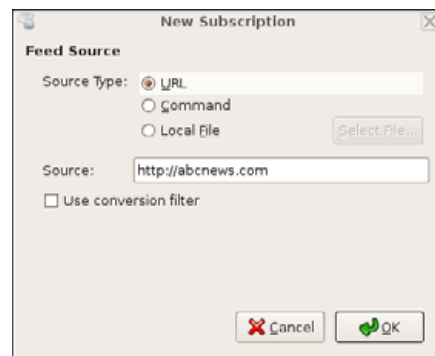 New Subscription
Feed Source
Source Type: URL
Command
Local File Select File...
Source: http://abcnews.com
Use conversion filter
Cancel OK